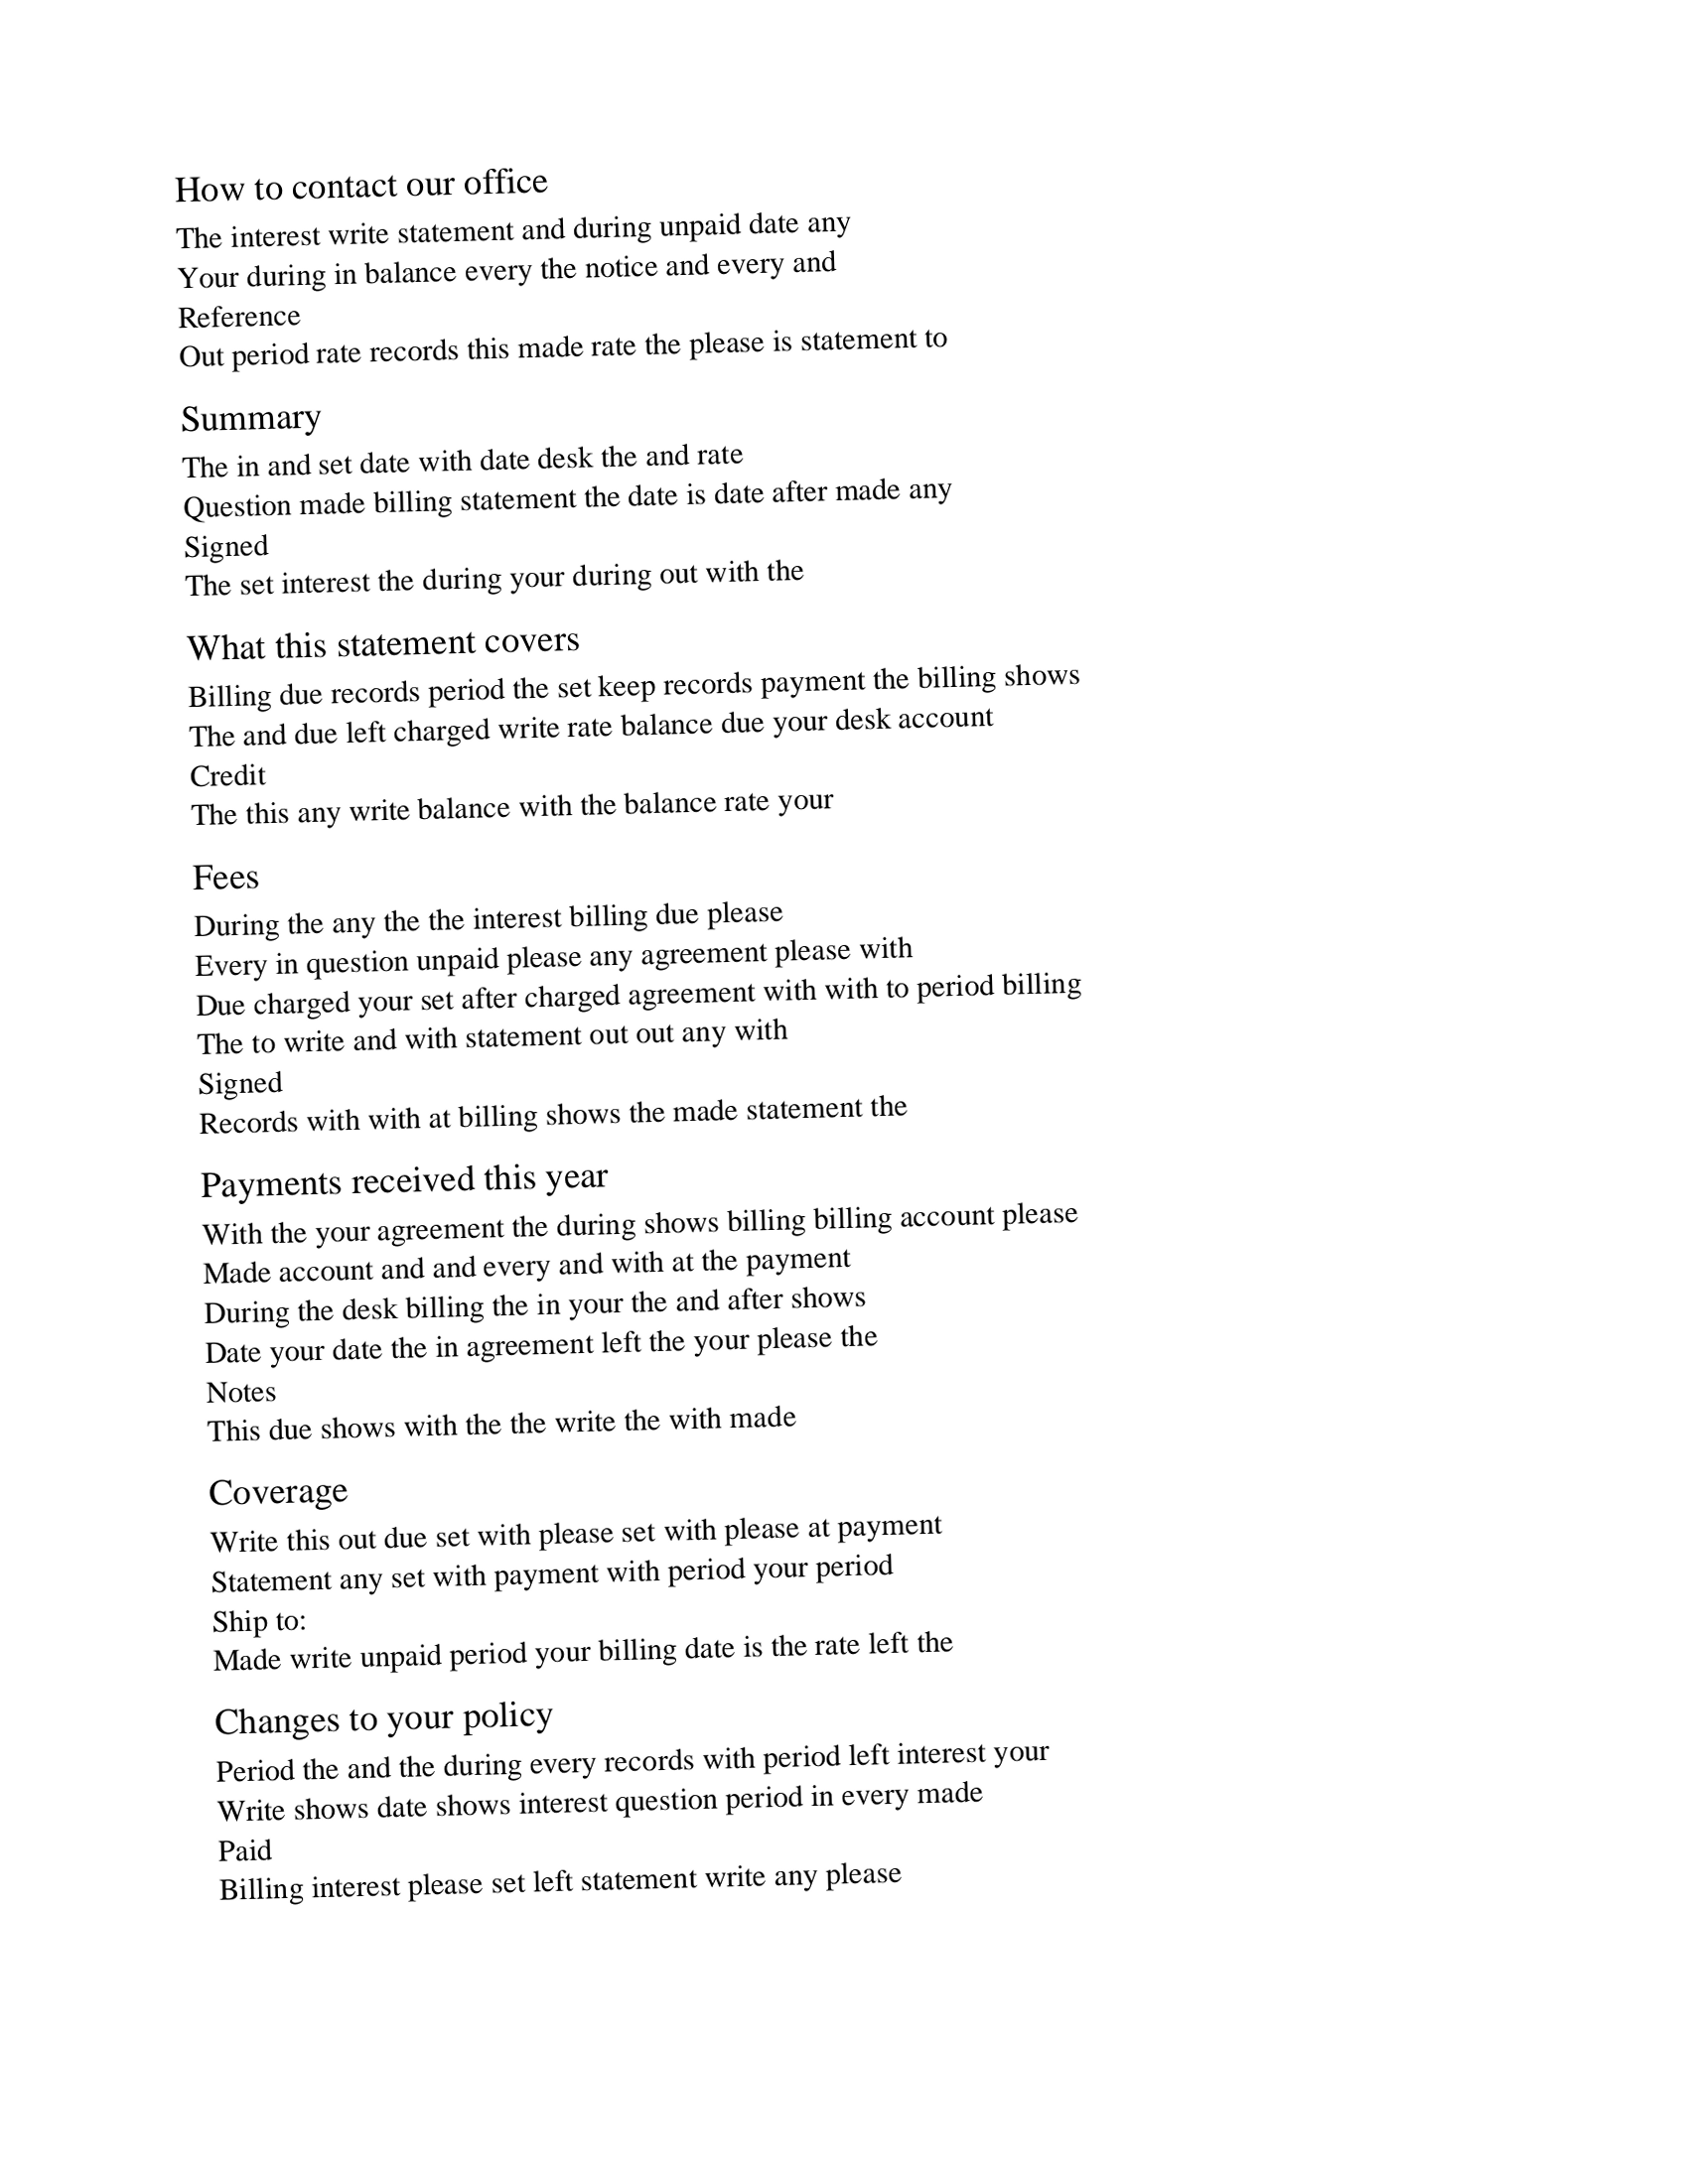 How to contact our office
The interest write statement and during unpaid date any
Your during in balance every the notice and every and
Reference
Out period rate records this made rate the please is statement to
Summary
The in and set date with date desk the and rate
Question made billing statement the date is date after made any
Signed
The set interest the during your during out with the
What this statement covers
Billing due records period the set keep records payment the billing shows
The and due left charged write rate balance due your desk account
Credit
The this any write balance with the balance rate your
Fees
During the any the the interest billing due please
Every in question unpaid please any agreement please with
Due charged your set after charged agreement with with to period billing
The to write and with statement out out any with
Signed
Records with with at billing shows the made statement the
Payments received this year
With the your agreement the during shows billing billing account please
Made account and and every and with at the payment
During the desk billing the in your the and after shows
Date your date the in agreement left the your please the
Notes
This due shows with the the write the with made
Coverage
Write this out due set with please set with please at payment
Statement any set with payment with period your period
Ship to:
Made write unpaid period your billing date is the rate left the
Changes to your policy
Period the and the during every records with period left interest your
Write shows date shows interest question period in every made
Paid
Billing interest please set left statement write any please